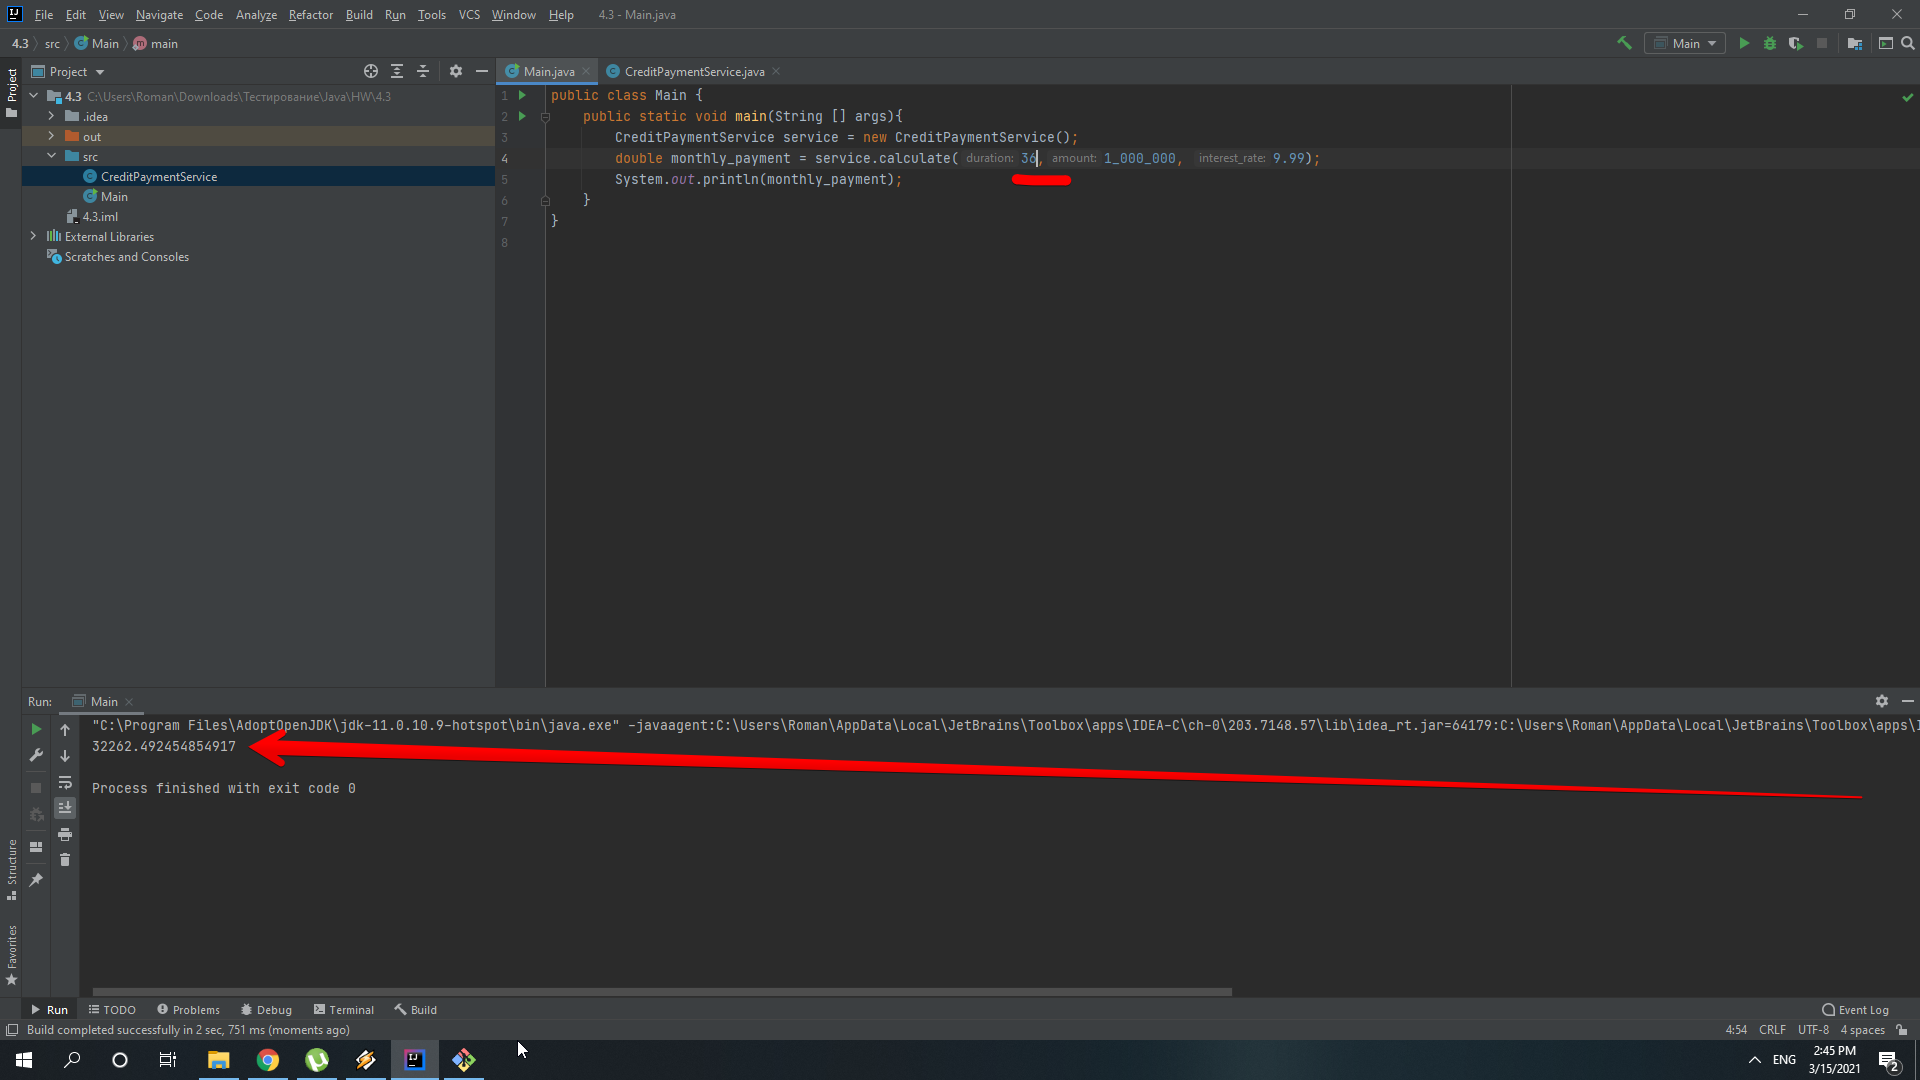 File Edit View Navigate Code Analyze Refactor Build Run Tools VCS Window Help 4.3 - Main.java
4.3 src Main main
Main
Project
Project
4.3 C:\Users\Roman\Downloads\Тестирование\Java\HW\4.3
.idea
out
src
CreditPaymentService
Main
4.3.iml
External Libraries
Scratches and Consoles
Main.java CreditPaymentService.java
1 public class Main {
2 public static void main(String [] args){
3 CreditPaymentService service = new CreditPaymentService();
4 double monthly_payment = service.calculate( duration: 36, amount: 1_000_000, interest_rate: 9.99);
5 System.out.println(monthly_payment);
6 }
7 }
8
Run: Main
"C:\Program Files\AdoptOpenJDK\jdk-11.0.10.9-hotspot\bin\java.exe" -javaagent:C:\Users\Roman\AppData\Local\JetBrains\Toolbox\apps\IDEA-C\ch-0\203.7148.57\lib\idea_rt.jar=64179:C:\Users\Roman\AppData\Local\JetBrains\Toolbox\apps\
32262.492454854917
Process finished with exit code 0
Structure
Favorites
Run TODO Problems Debug Terminal Build Event Log
Build completed successfully in 2 sec, 751 ms (moments ago) 4:54 CRLF UTF-8 4 spaces
ENG
2:45 PM
3/15/2021
2